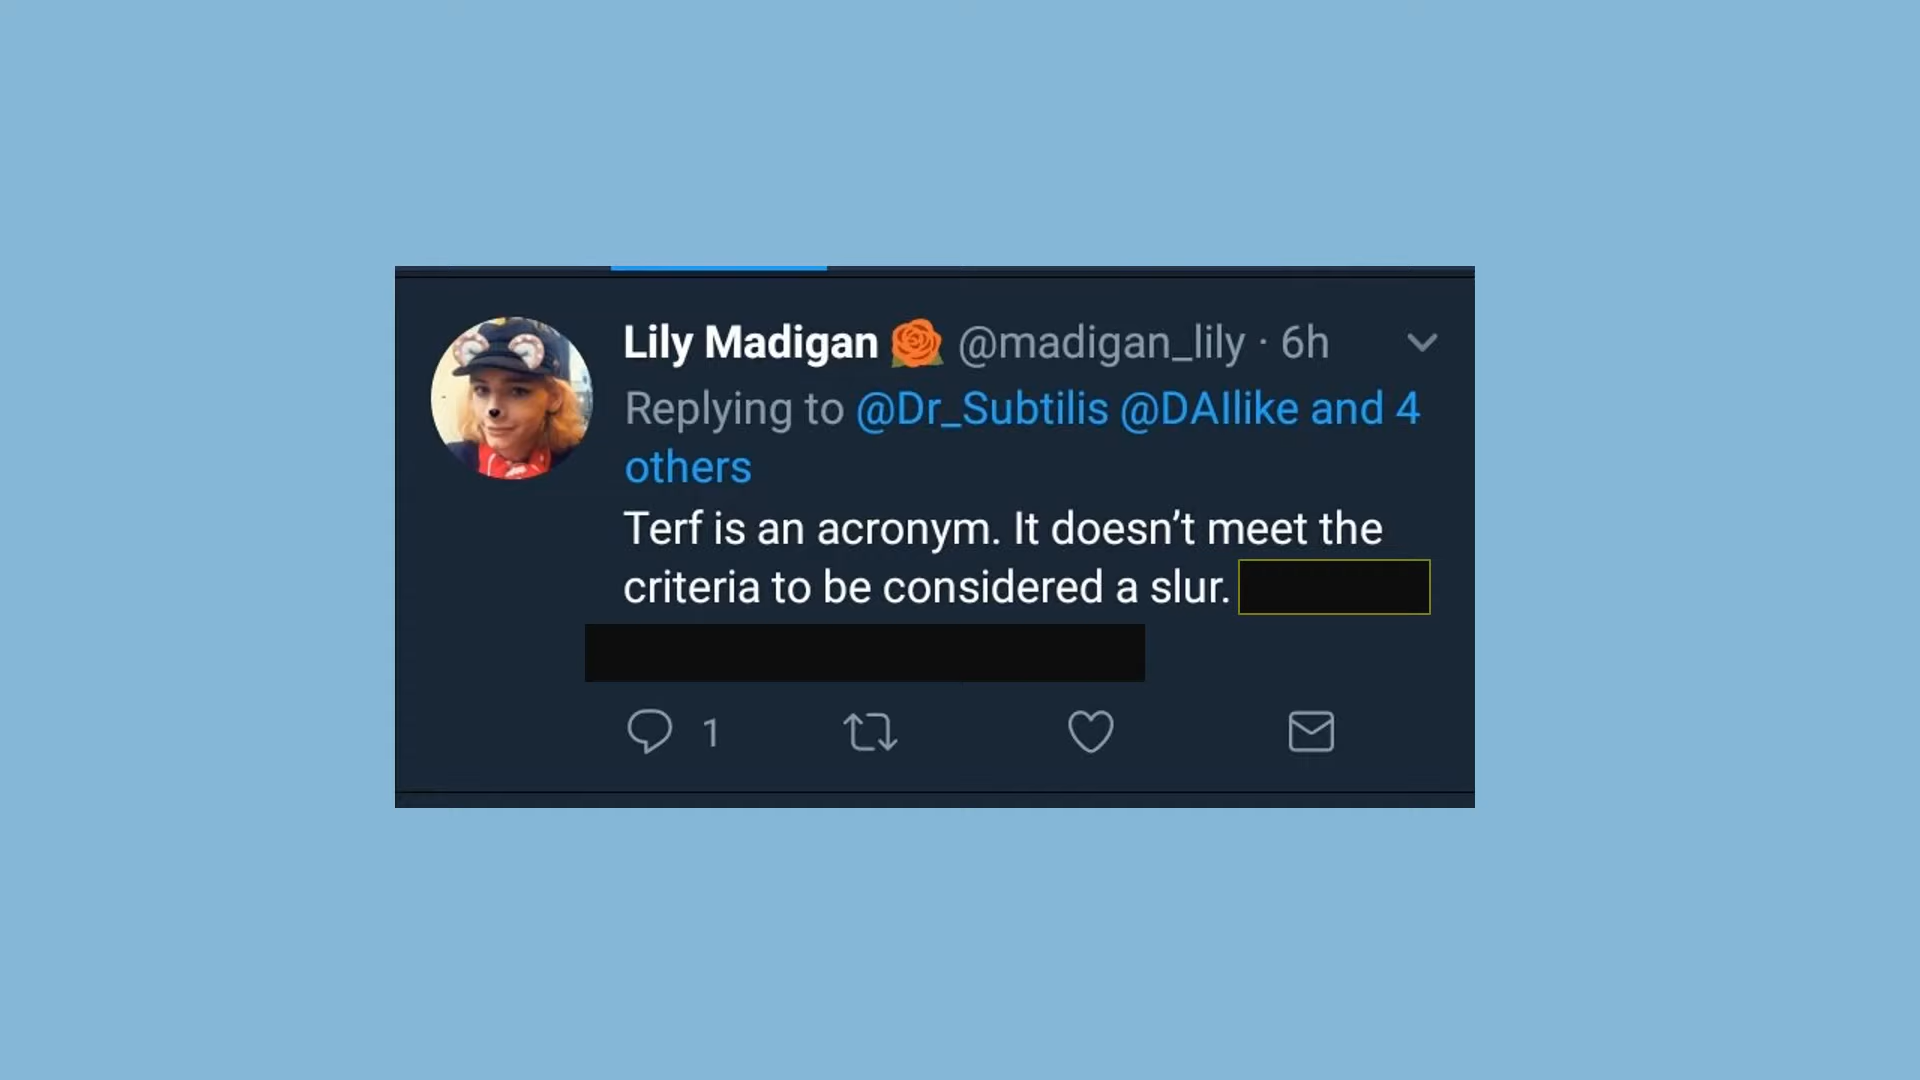 Lily Madigan 🌹 @madigan_lily · 6h
Replying to @Dr_Subtilis @DAIlike and 4
others
Terf is an acronym. It doesn’t meet the
criteria to be considered a slur.
1